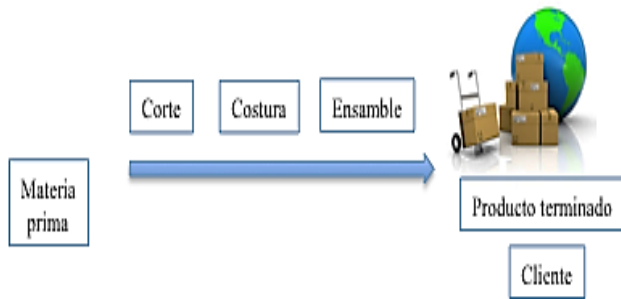 Corte
Costura
Ensamble
Materia
prima
Producto terminado
Cliente